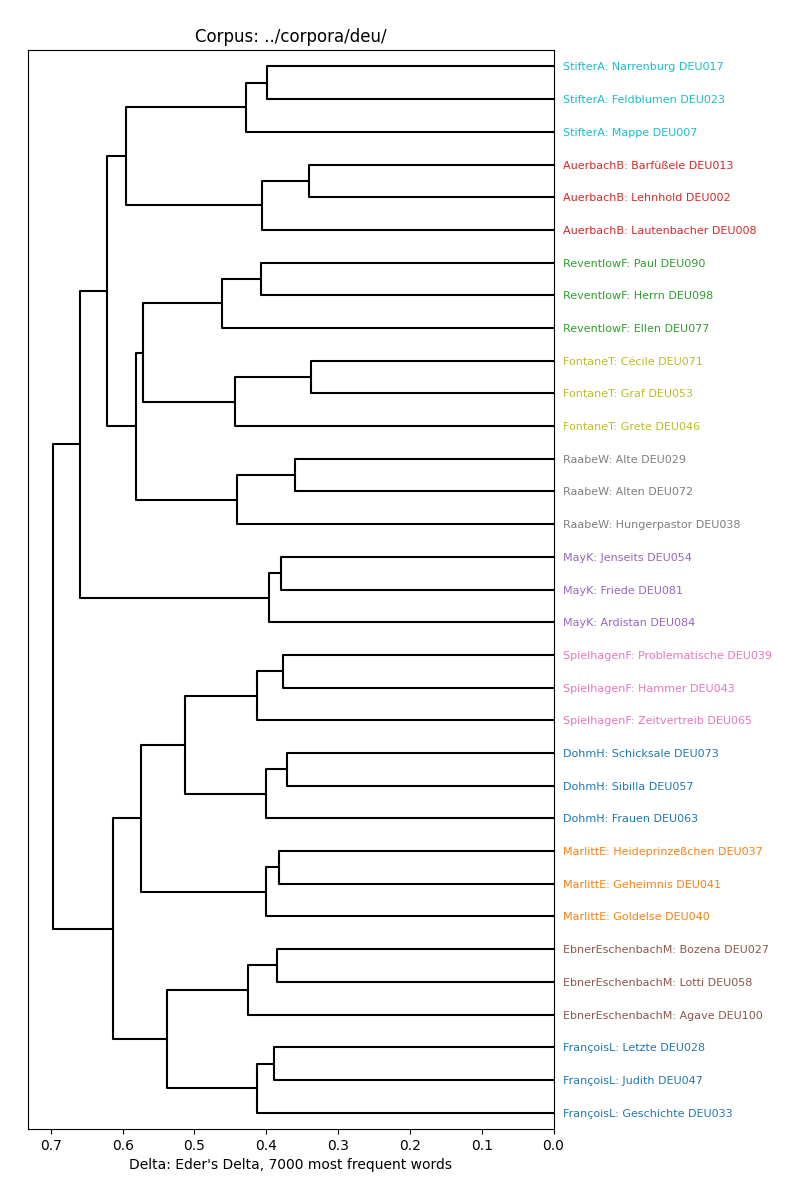 Corpus: ../corpora/deu/
StifterA: Narrenburg DEU017
StifterA: Feldblumen DEU023
StifterA: Mappe DEU007
AuerbachB: Barfüßele DEU013
AuerbachB: Lehnhold DEU002
AuerbachB: Lautenbacher DEU008
ReventlowF: Paul DEU090
ReventlowF: Herrn DEU098
ReventlowF: Ellen DEU077
FontaneT: Cécile DEU071
FontaneT: Graf DEU053
FontaneT: Grete DEU046
RaabeW: Alte DEU029
RaabeW: Alten DEU072
RaabeW: Hungerpastor DEU038
MayK: Jenseits DEU054
MayK: Friede DEU081
MayK: Ardistan DEU084
SpielhagenF: Problematische DEU039
SpielhagenF: Hammer DEU043
SpielhagenF: Zeitvertreib DEU065
DohmH: Schicksale DEU073
DohmH: Sibilla DEU057
DohmH: Frauen DEU063
MarlittE: Heideprinzeßchen DEU037
MarlittE: Geheimnis DEU041
MarlittE: Goldelse DEU040
EbnerEschenbachM: Bozena DEU027
EbnerEschenbachM: Lotti DEU058
EbnerEschenbachM: Agave DEU100
FrançoisL: Letzte DEU028
FrançoisL: Judith DEU047
FrançoisL: Geschichte DEU033
0.7 0.6 0.5 0.4 0.3 0.2 0.1 0.0
Delta: Eder's Delta, 7000 most frequent words